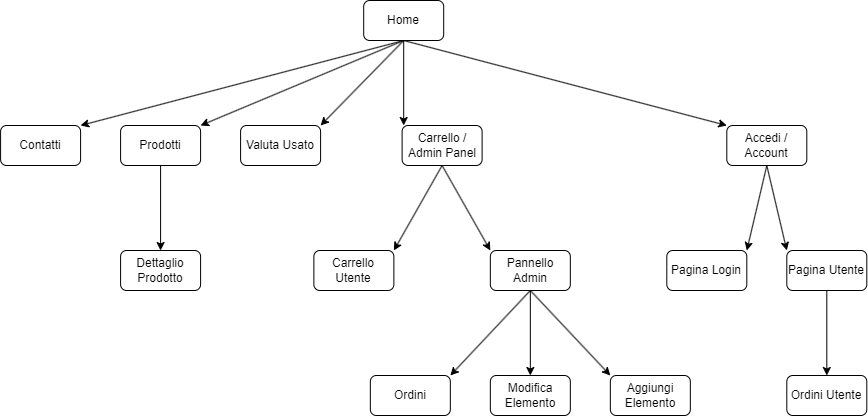 Home
Contatti
Prodotti
Valuta Usato
Carrello /
Admin Panel
Accedi /
Account
Dettaglio
Prodotto
Carrello
Utente
Pannello
Admin
Pagina Login
Pagina Utente
Ordini
Modifica
Elemento
Aggiungi
Elemento
Ordini Utente